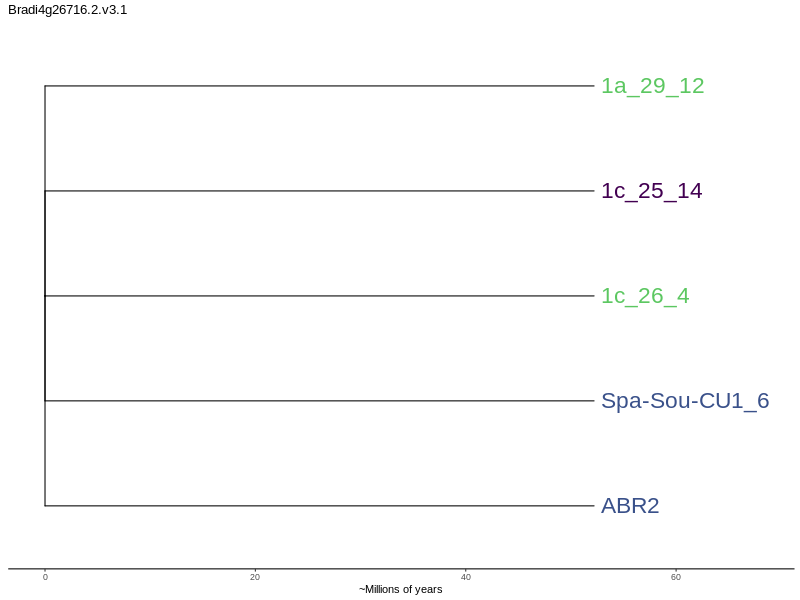 Bradi4g26716.2.v3.1
1a_29_12
1c_25_14
1c_26_4
Spa-Sou-CU1_6
ABR2
0 20 40 60
~Millions of years